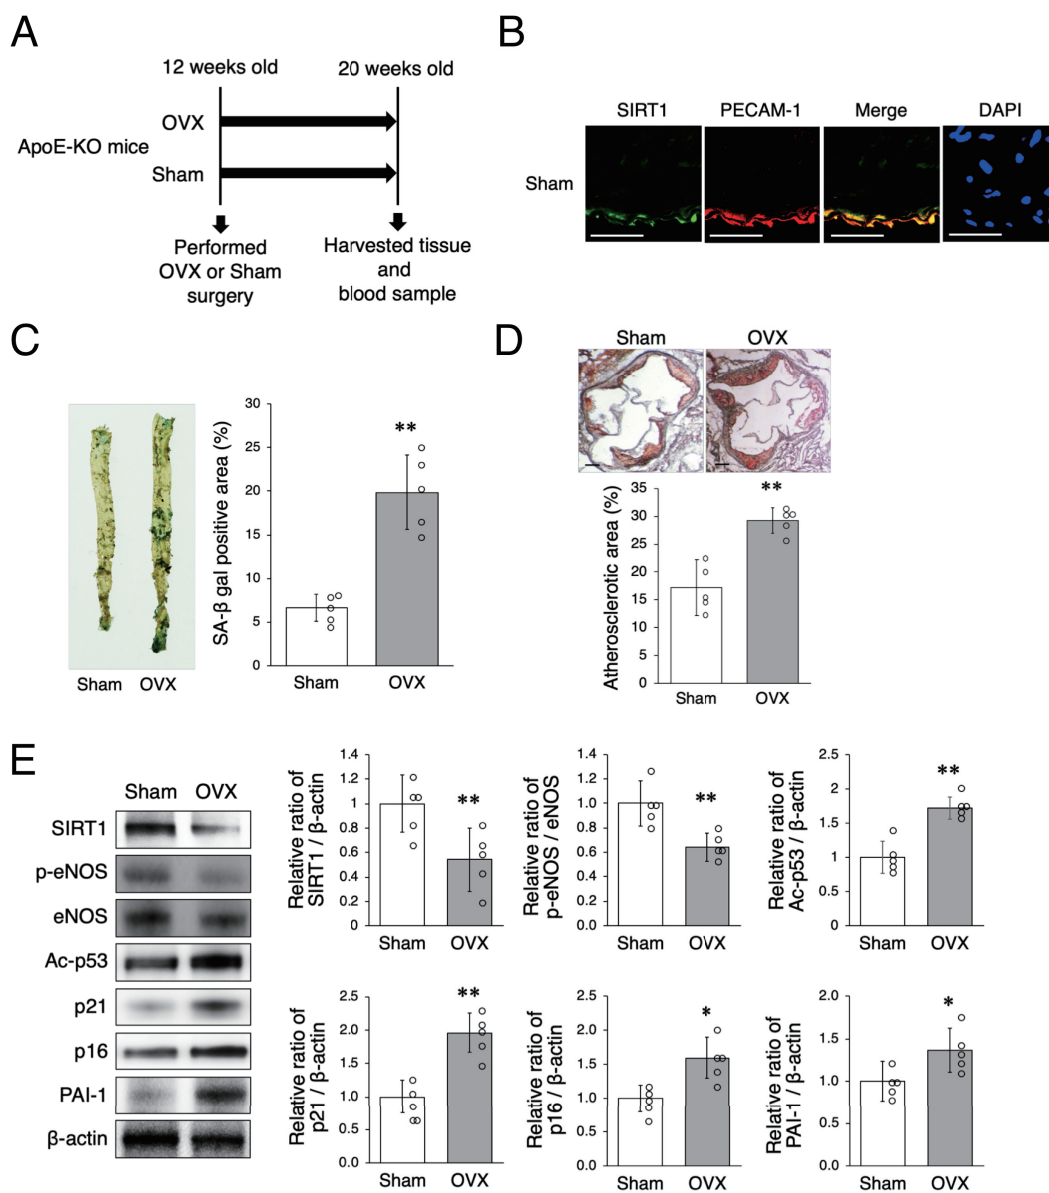 A
12 weeks old
20 weeks old
OVX
ApoE-KO mice
Sham
Performed
OVX or Sham
surgery
Harvested tissue
and
blood sample
B
SIRT1
PECAM-1
Merge
DAPI
Sham
C
Sham
OVX
SA-β gal positive area (%)
30
25
20
15
10
5
0
**
Sham
OVX
D
Sham
OVX
Atherosclerotic area (%)
35
30
25
20
15
10
5
0
**
Sham
OVX
E
Sham
OVX
SIRT1
p-eNOS
eNOS
Ac-p53
p21
p16
PAI-1
β-actin
Relative ratio of
SIRT1 / β-actin
1.4
1.2
1
0.8
0.6
0.4
0.2
0
**
Sham
OVX
Relative ratio of
p-eNOS / eNOS
1.4
1.2
1.0
0.8
0.6
0.4
0.2
0.0
**
Sham
OVX
Relative ratio of
Ac-p53 / β-actin
2.5
2
1.5
1
0.5
0
**
Sham
OVX
Relative ratio of
p21 / β-actin
2.5
2.0
1.5
1.0
0.5
0.0
**
Sham
OVX
Relative ratio of
p16 / β-actin
2.5
2.0
1.5
1.0
0.5
0.0
*
Sham
OVX
Relative ratio of
PAI-1 / β-actin
2.0
1.5
1.0
0.5
0.0
*
Sham
OVX